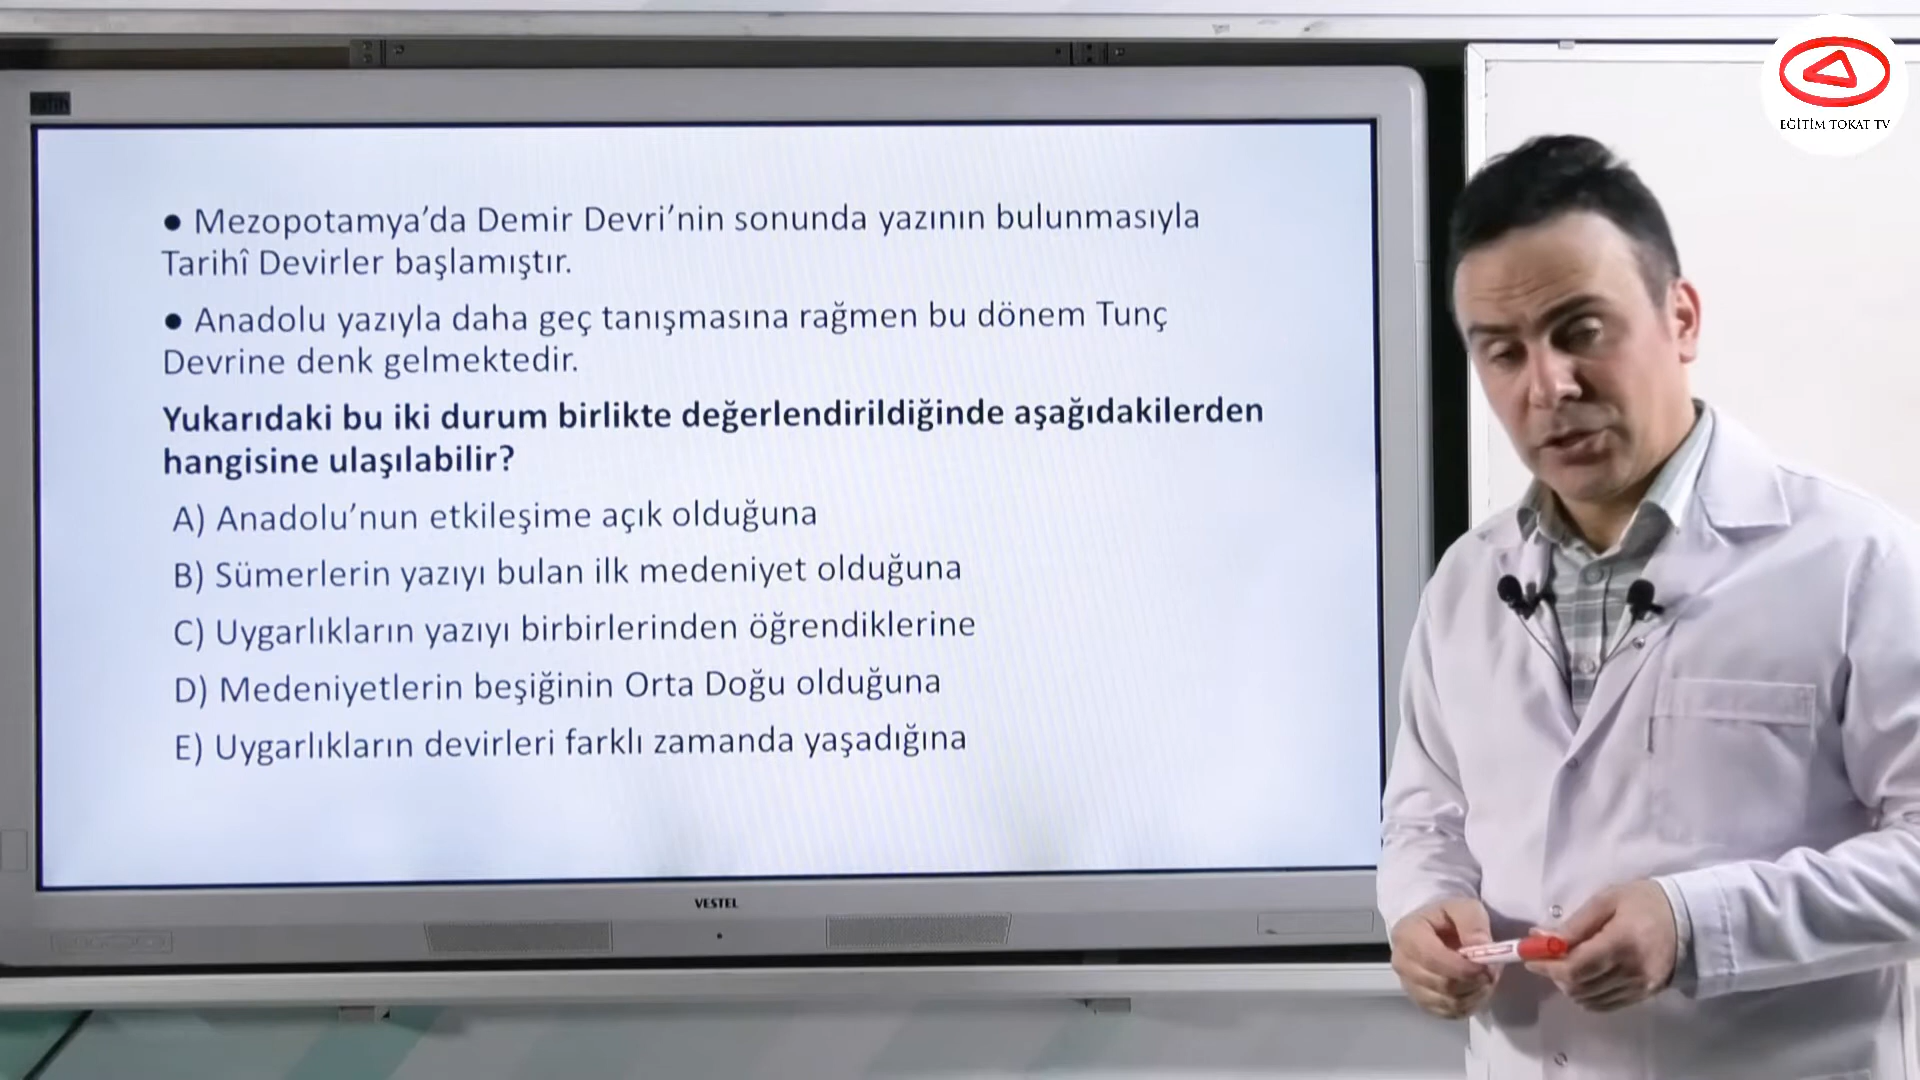 EĞİTİM TOKAT TV
● Mezopotamya’da Demir Devri’nin sonunda yazının bulunmasıyla
Tarihî Devirler başlamıştır.
● Anadolu yazıyla daha geç tanışmasına rağmen bu dönem Tunç
Devrine denk gelmektedir.
Yukarıdaki bu iki durum birlikte değerlendirildiğinde aşağıdakilerden
hangisine ulaşılabilir?
A) Anadolu’nun etkileşime açık olduğuna
B) Sümerlerin yazıyı bulan ilk medeniyet olduğuna
C) Uygarlıkların yazıyı birbirlerinden öğrendiklerine
D) Medeniyetlerin beşiğinin Orta Doğu olduğuna
E) Uygarlıkların devirleri farklı zamanda yaşadığına
VESTEL